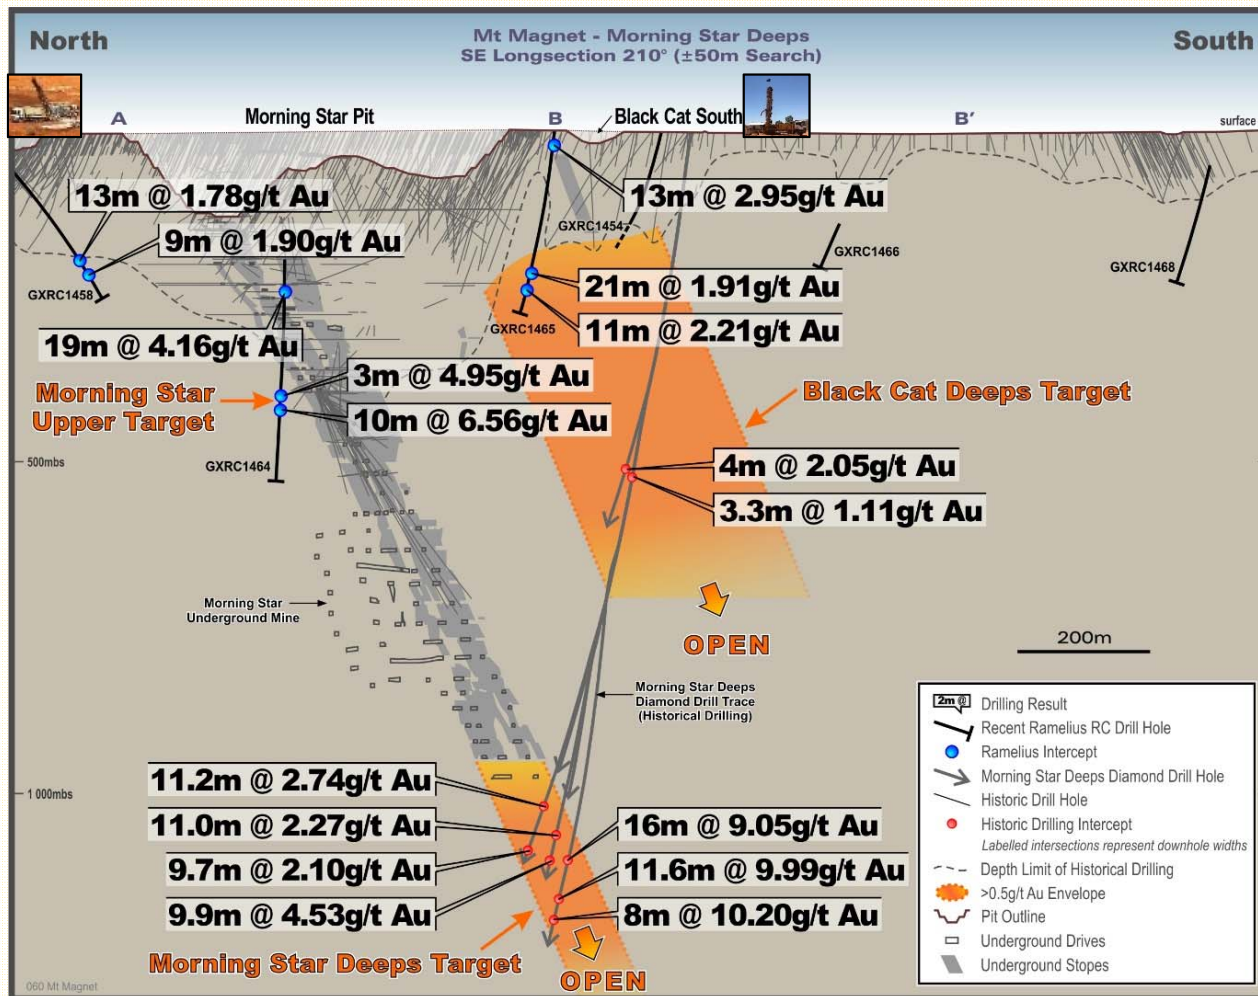 North
Mt Magnet - Morning Star Deeps
SE Longsection 210° (±50m Search)
South
A
Morning Star Pit
B
Black Cat South
B'
surface
13m @ 1.78g/t Au
9m @ 1.90g/t Au
GXRC1458
13m @ 2.95g/t Au
GXRC1454
GXRC1466
GXRC1468
21m @ 1.91g/t Au
11m @ 2.21g/t Au
GXRC1465
19m @ 4.16g/t Au
Morning Star
Upper Target
3m @ 4.95g/t Au
10m @ 6.56g/t Au
Black Cat Deeps Target
GXRC1464
500mbs
4m @ 2.05g/t Au
3.3m @ 1.11g/t Au
Morning Star
Underground Mine
OPEN
200m
Morning Star Deeps
Diamond Drill Trace
(Historical Drilling)
1 000mbs
11.2m @ 2.74g/t Au
11.0m @ 2.27g/t Au
9.7m @ 2.10g/t Au
9.9m @ 4.53g/t Au
16m @ 9.05g/t Au
11.6m @ 9.99g/t Au
8m @ 10.20g/t Au
Morning Star Deeps Target
OPEN
2m @
Drilling Result
Recent Ramelius RC Drill Hole
Ramelius Intercept
Morning Star Deeps Diamond Drill Hole
Historic Drill Hole
Historic Drilling Intercept
Labelled intersections represent downhole widths
Depth Limit of Historical Drilling
>0.5g/t Au Envelope
Pit Outline
Underground Drives
Underground Stopes
060 Mt Magnet